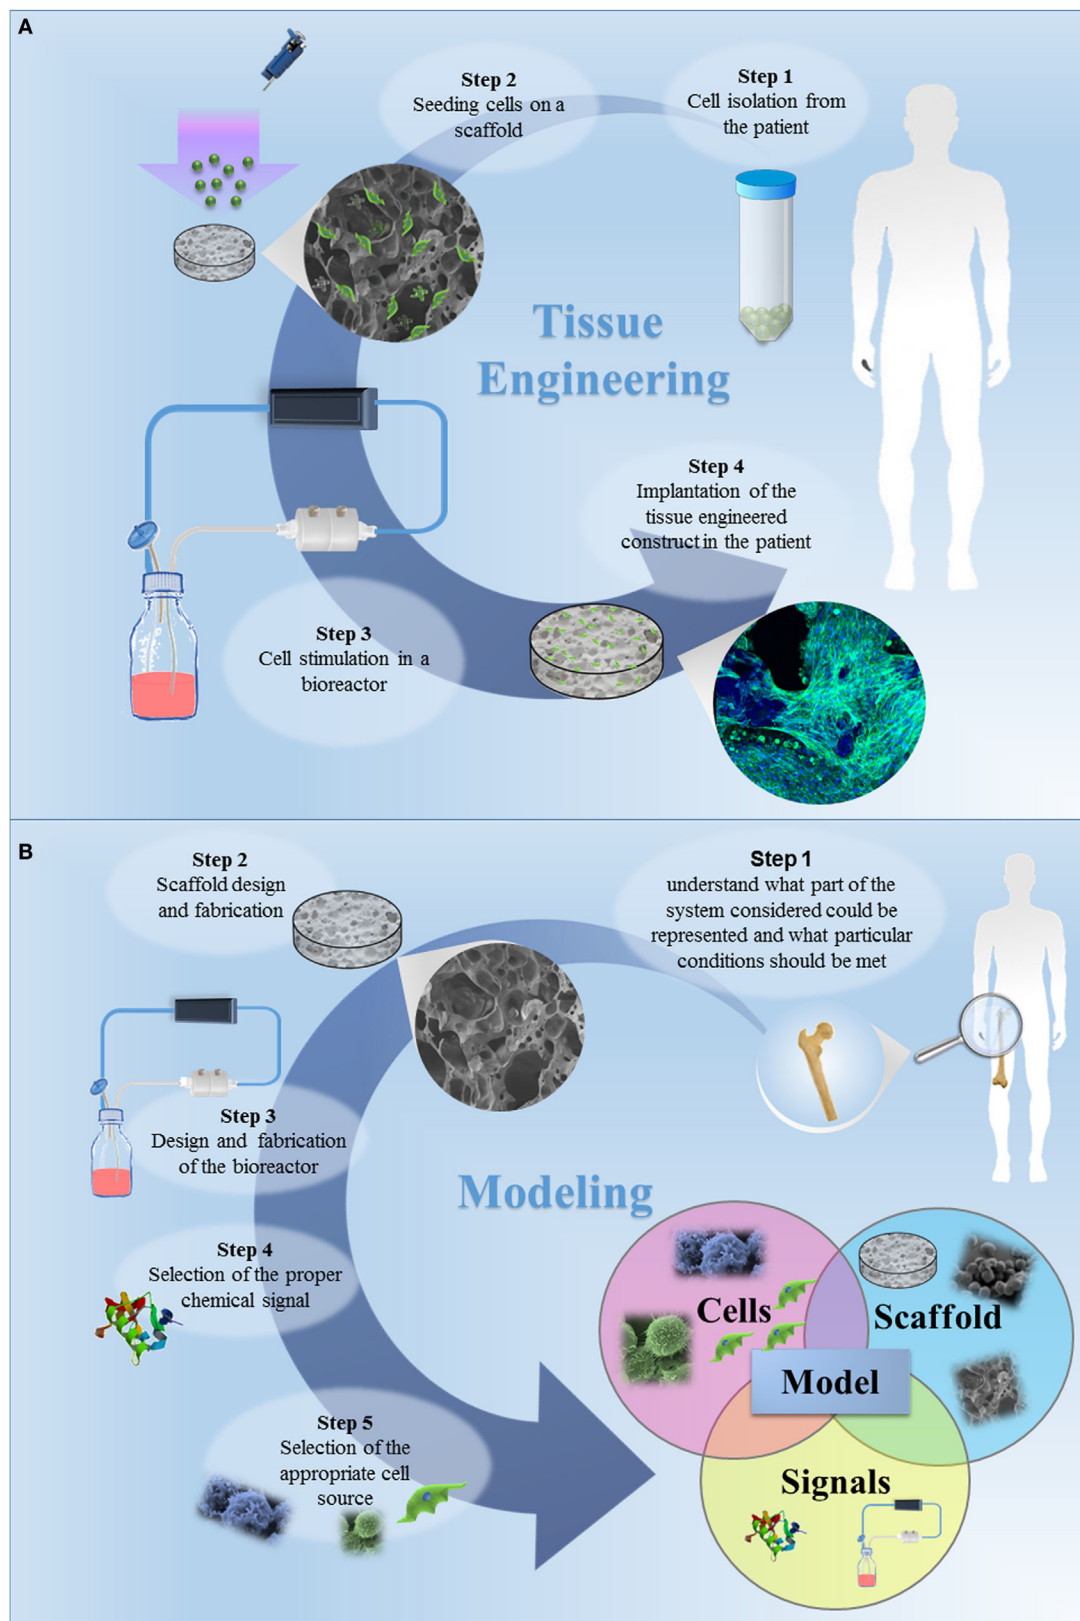 A
Step 1
Cell isolation from
the patient
Step 2
Seeding cells on a
scaffold
Tissue
Engineering
Step 3
Cell stimulation in a
bioreactor
Step 4
Implantation of the
tissue engineered
construct in the patient
B
Step 1
understand what part of the
system considered could be
represented and what particular
conditions should be met
Step 2
Scaffold design
and fabrication
Step 3
Design and fabrication
of the bioreactor
Modeling
Step 4
Selection of the proper
chemical signal
Step 5
Selection of the
appropriate cell
source
Cells
Scaffold
Model
Signals